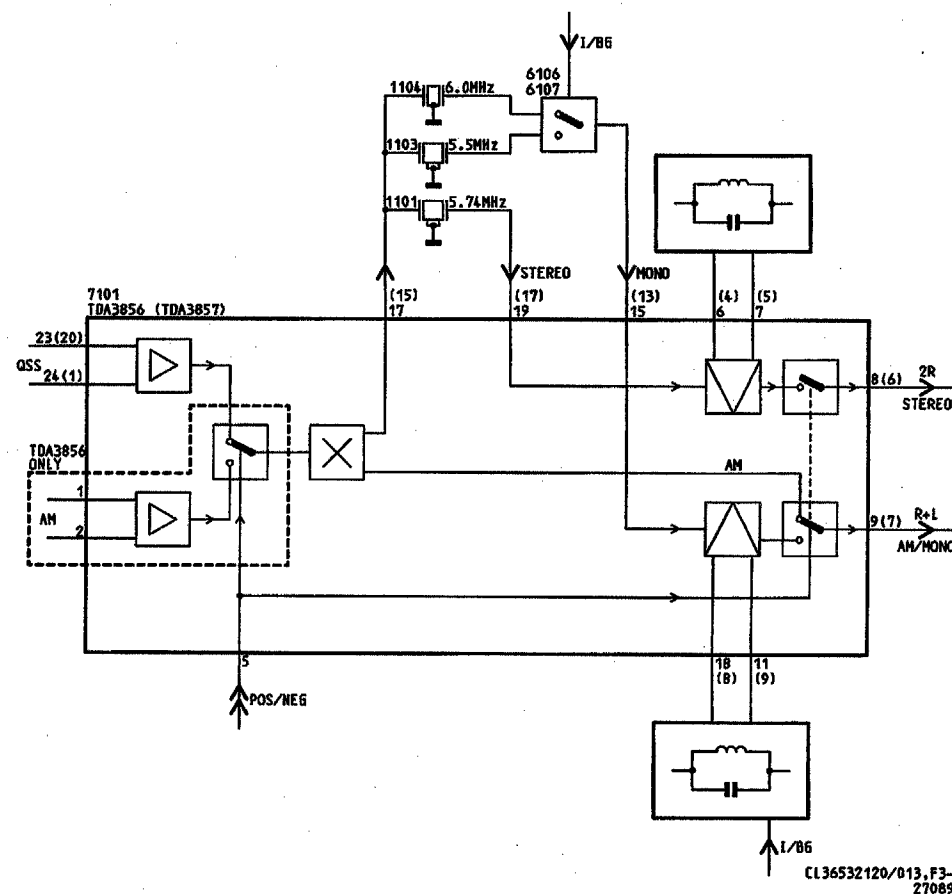 I/BG
6106
6107
1104 6.0MHz
1103 5.5MHz
1101 5.74MHz
STEREO
MONO
7101
TDA3856 (TDA3857)
(15)
17
(17)
19
(13)
15
(4)
6
(5)
7
23(20)
QSS
24(1)
8(6)
2R
STEREO
TDA3856
ONLY
1
AM
2
AM
9(7)
R+L
AM/MONO
5
POS/NEG
18
(8)
11
(9)
I/BG
CL36532120/013,F3-
27089